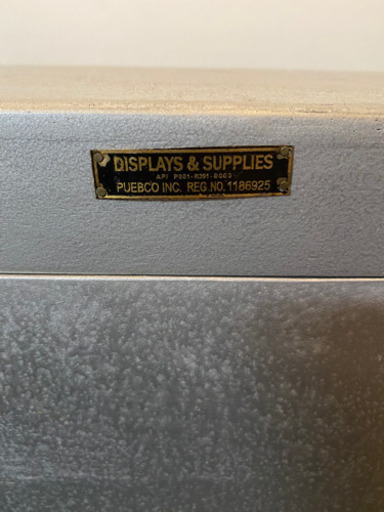 DISPLAYS & SUPPLIES
PUEBCO INC. REG NO. 1186925